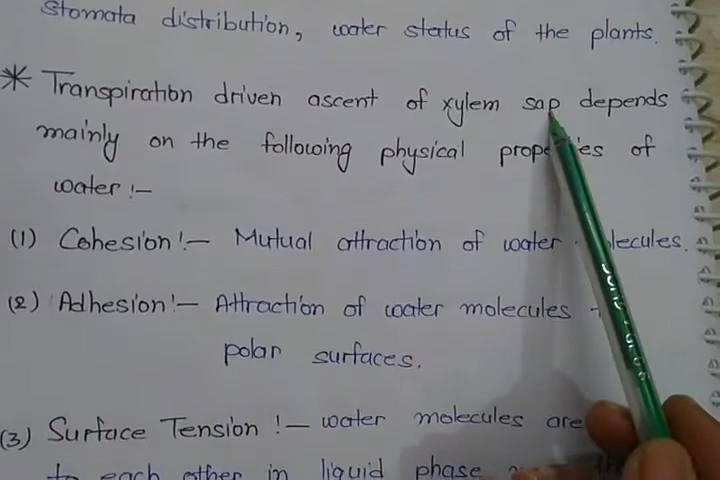 Stomata distribution, water status of the plants.
* Transpiration driven ascent of xylem sap depends
mainly on the following physical of
water :-
(1) Cohesion :- Mutual attraction of water
(2) Adhesion :- Attraction of water molecules
polar surfaces.
(3) Surface Tension :- water molecules are
to each other in liquid phase